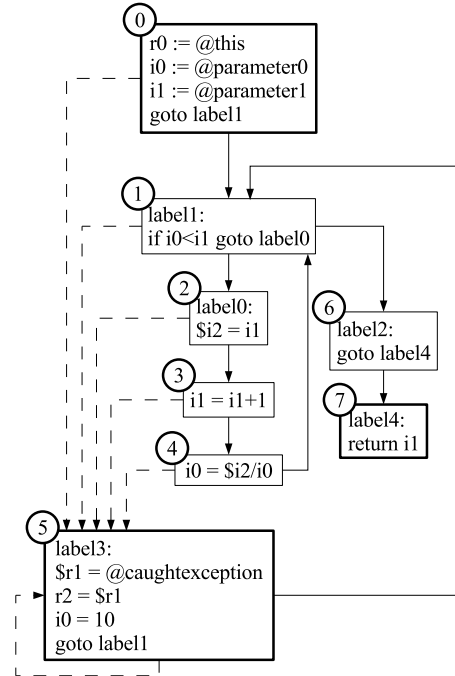 0
r0 := @this
i0 := @parameter0
i1 := @parameter1
goto label1
1
label1:
if i0<i1 goto label0
2
label0:
$i2 = i1
3
i1 = i1+1
4
i0 = $i2/i0
6
label2:
goto label4
7
label4:
return i1
5
label3:
$r1 = @caughtexception
r2 = $r1
i0 = 10
goto label1